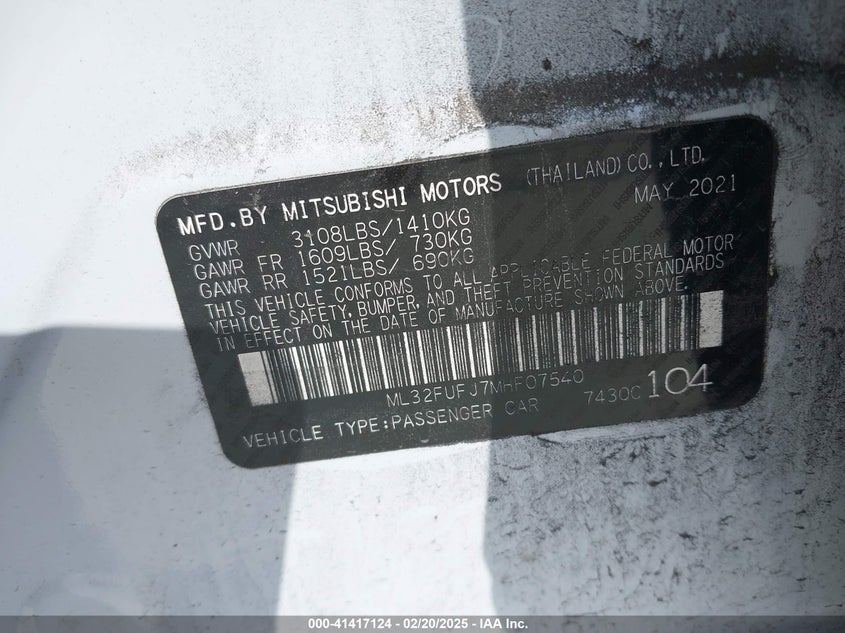 MFD.BY MITSUBISHI MOTORS (THAILAND) CO., LTD.
MAY 2021
GVWR 3108LBS/1410KG
GAWR FR 1609LBS/ 730KG
GAWR RR 1521LBS/ 690KG
THIS VEHICLE CONFORMS TO ALL APPLICABLE FEDERAL MOTOR
VEHICLE SAFETY, BUMPER, AND THEFT PREVENTION STANDARDS
IN EFFECT ON THE DATE OF MANUFACTURE SHOWN ABOVE.
ML32FUFJ7MHF07540
VEHICLE TYPE:PASSENGER CAR 7430C 104
000-41417124 - 02/20/2025 - IAA Inc.